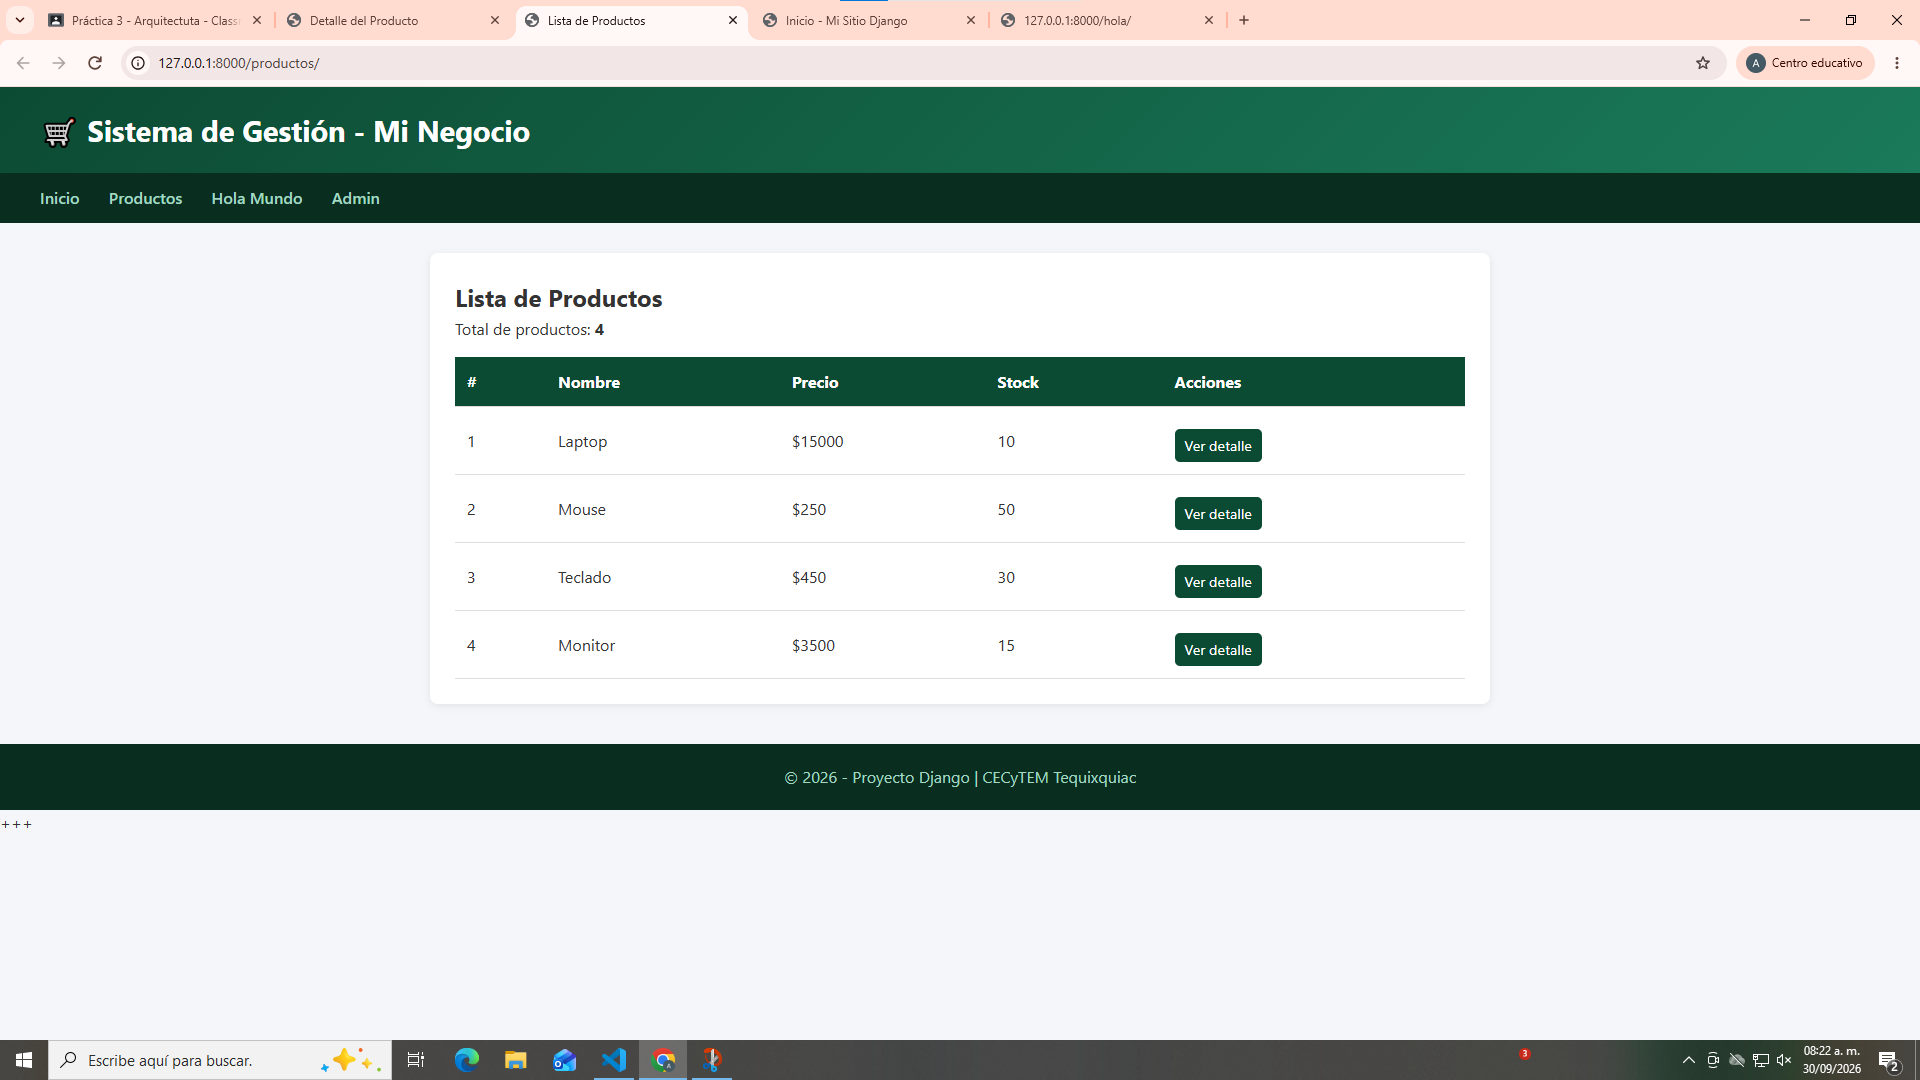 Práctica 3 - Arquitectuta - Class
Detalle del Producto
Lista de Productos
Inicio - Mi Sitio Django
127.0.0.1:8000/hola/
127.0.0.1:8000/productos/
A Centro educativo
Sistema de Gestión - Mi Negocio
Inicio Productos Hola Mundo Admin
Lista de Productos
Total de productos: 4
# Nombre Precio Stock Acciones
1 Laptop $15000 10 Ver detalle
2 Mouse $250 50 Ver detalle
3 Teclado $450 30 Ver detalle
4 Monitor $3500 15 Ver detalle
© 2026 - Proyecto Django | CECyTEM Tequixquiac
+++
Escribe aquí para buscar.
3
08:22 a. m.
30/09/2026
2